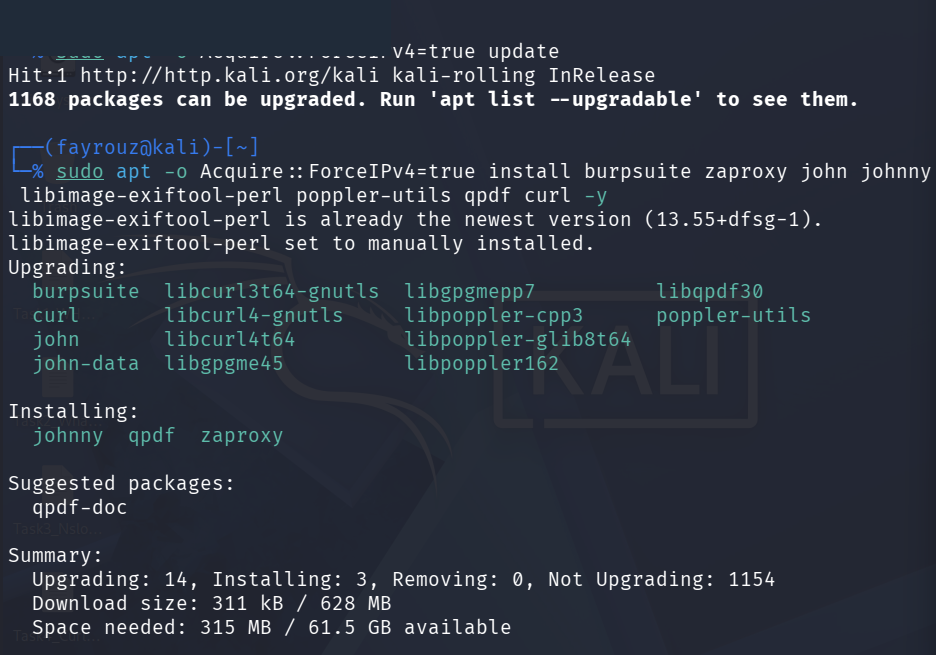 v4=true update
Hit:1 http://http.kali.org/kali kali-rolling InRelease
1168 packages can be upgraded. Run 'apt list --upgradable' to see them.
┌──(fayrouz@kali)-[~]
└─% sudo apt -o Acquire::ForceIPv4=true install burpsuite zaproxy john johnny
libimage-exiftool-perl poppler-utils qpdf curl -y
libimage-exiftool-perl is already the newest version (13.55+dfsg-1).
libimage-exiftool-perl set to manually installed.
Upgrading:
burpsuite libcurl3t64-gnutls libgpgmepp7 libqpdf30
curl libcurl4-gnutls libpoppler-cpp3 poppler-utils
john libcurl4t64 libpoppler-glib8t64
john-data libgpgme45 libpoppler162
Installing:
johnny qpdf zaproxy
Suggested packages:
qpdf-doc
Summary:
Upgrading: 14, Installing: 3, Removing: 0, Not Upgrading: 1154
Download size: 311 kB / 628 MB
Space needed: 315 MB / 61.5 GB available
KALI